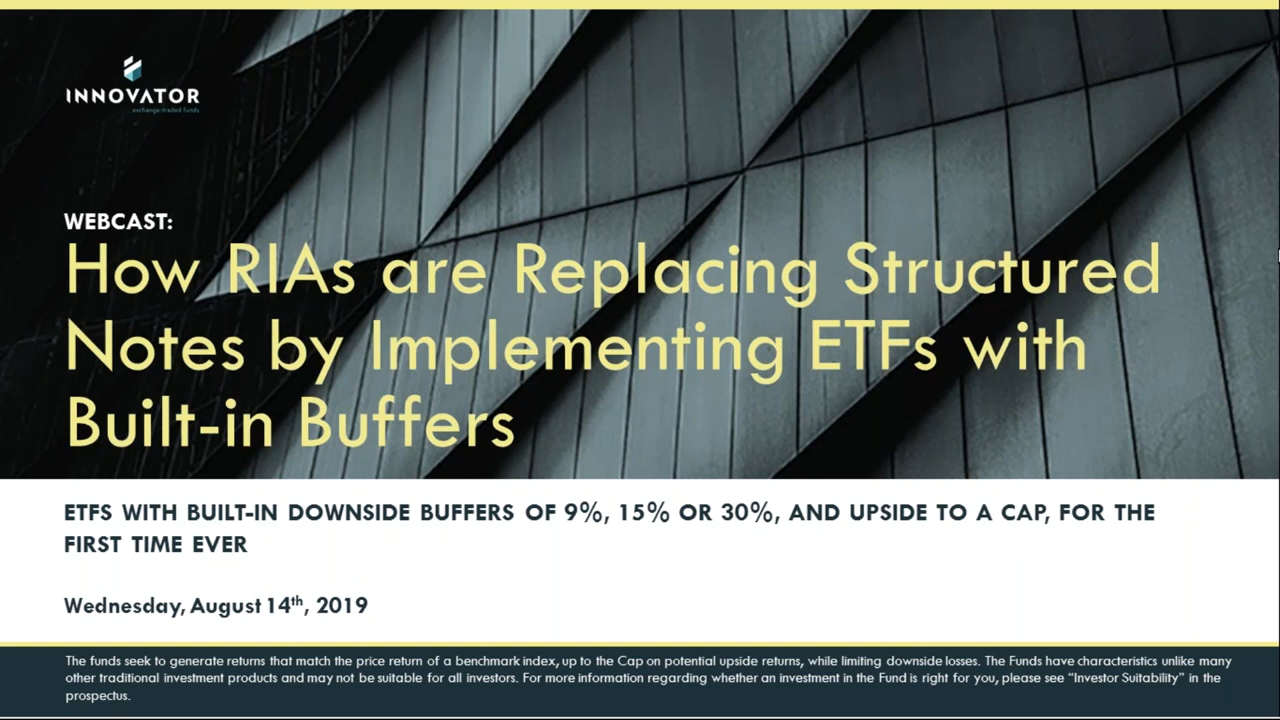 INNOVATOR
exchange-traded funds
WEBCAST:
How RIAs are Replacing Structured
Notes by Implementing ETFs with
Built-in Buffers
ETFS WITH BUILT-IN DOWNSIDE BUFFERS OF 9%, 15% OR 30%, AND UPSIDE TO A CAP, FOR THE
FIRST TIME EVER
Wednesday, August 14th, 2019
The funds seek to generate returns that match the price return of a benchmark index, up to the Cap on potential upside returns, while limiting downside losses. The Funds have characteristics unlike many
other traditional investment products and may not be suitable for all investors. For more information regarding whether an investment in the Fund is right for you, please see “Investor Suitability” in the
prospectus.